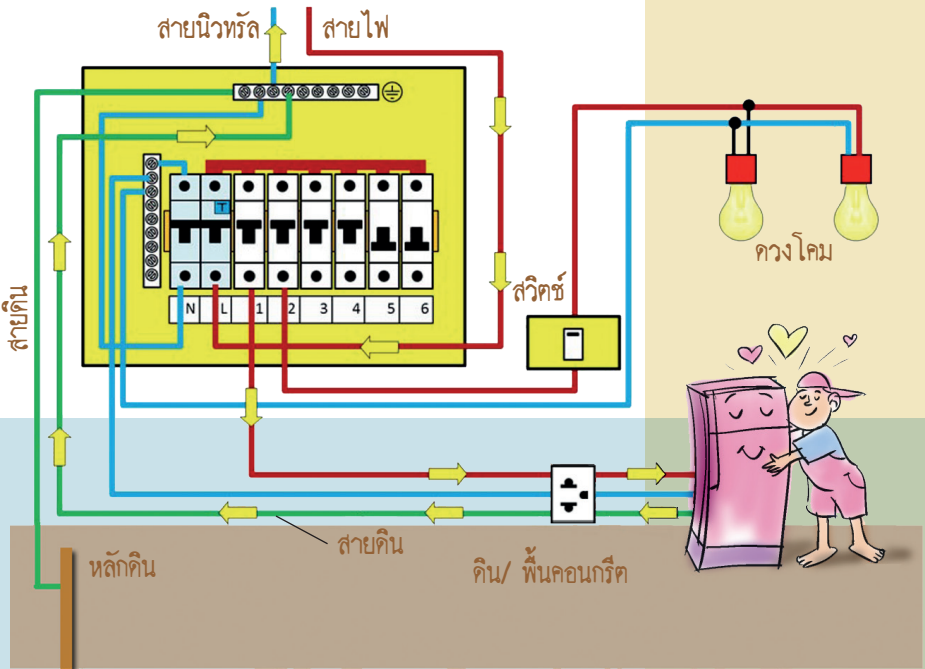 สายนิวทรัล
สายไฟ
T
N L 1 2 3 4 5 6
สายดิน
สวิตช์
ดวงโคม
สายดิน
หลักดิน
ดิน/ พื้นคอนกรีต